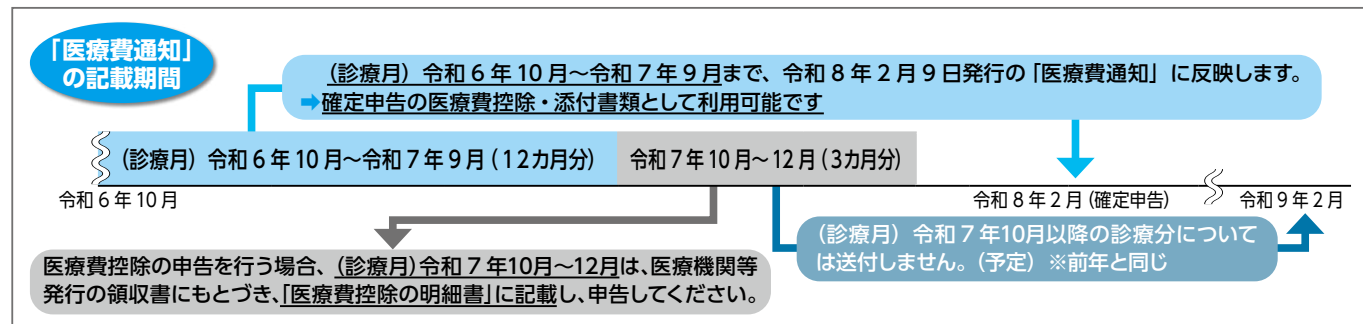 「医療費通知」
の記載期間
(診療月）令和６年10月～令和７年９月まで、令和８年２月９日発行の「医療費通知」に反映します。
➡確定申告の医療費控除・添付書類として利用可能です
(診療月）令和６年10月～令和７年９月（12カ月分）
令和７年10月～12月（3カ月分）
令和６年10月
令和８年２月（確定申告）
令和９年２月
(診療月）令和７年10月以降の診療分について
は送付しません。（予定）※前年と同じ
医療費控除の申告を行う場合、（診療月）令和７年10月～12月は、医療機関等
発行の領収書にもとづき、「医療費控除の明細書」に記載し、申告してください。